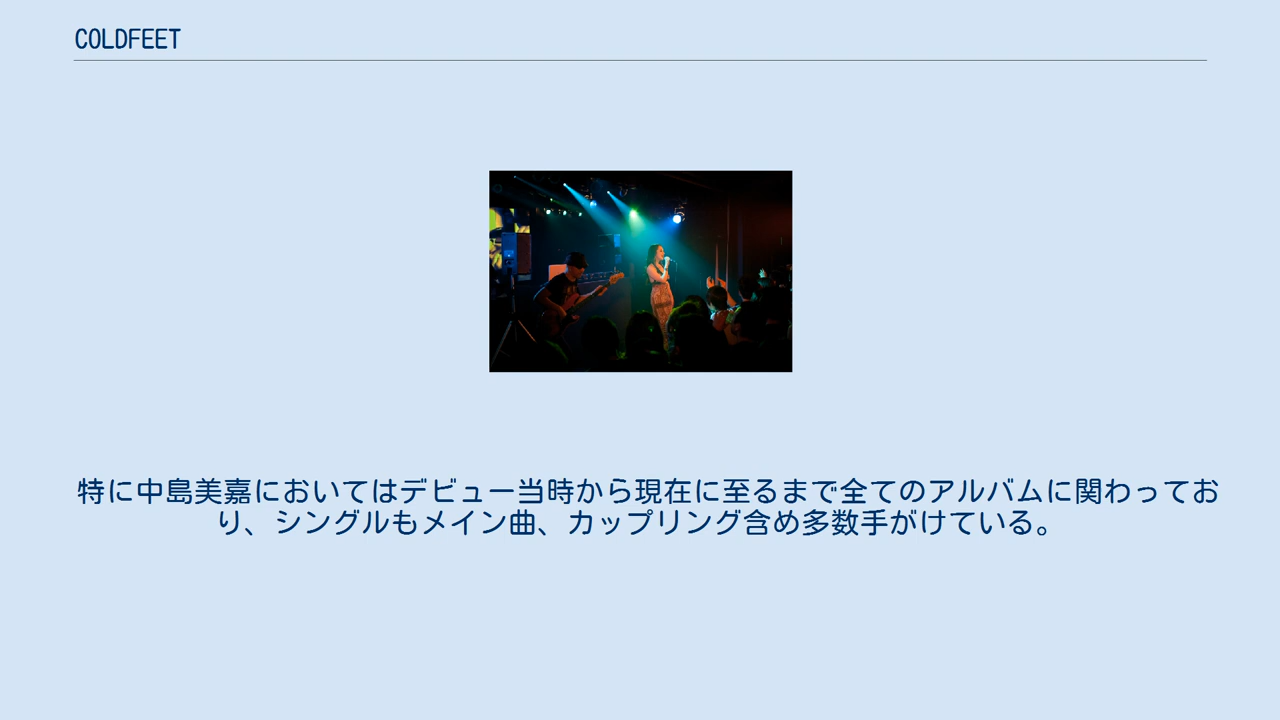 COLDFEET
特に中島美嘉においてはデビュー当時から現在に至るまで全てのアルバムに関わってお
り、シングルもメイン曲、カップリング含め多数手がけている。